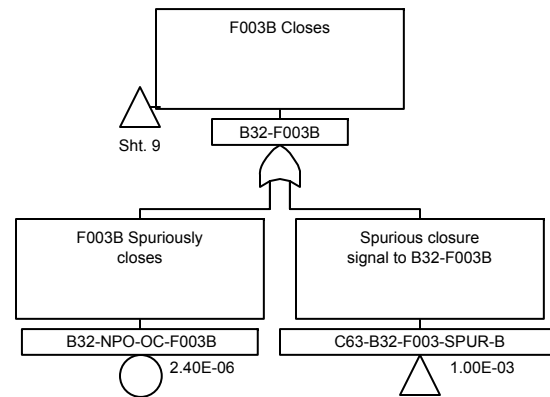 F003B Closes
Sht. 9
B32-F003B
F003B Spuriously
closes
Spurious closure
signal to B32-F003B
B32-NPO-OC-F003B
C63-B32-F003-SPUR-B
2.40E-06
1.00E-03